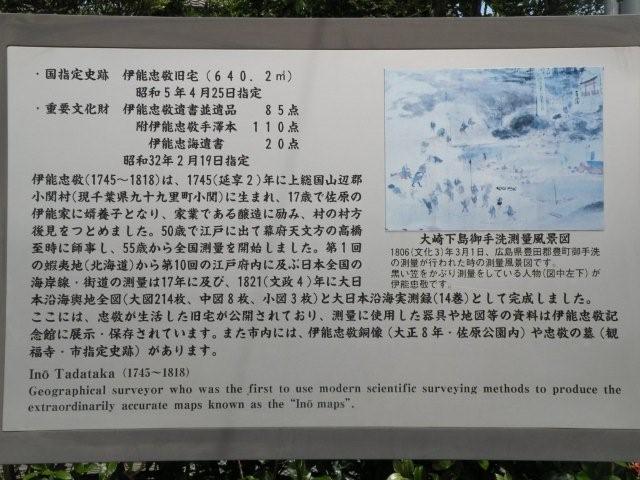 ・国指定史跡 伊能忠敬旧宅（640．2㎡）
昭和5年4月25日指定
・重要文化財 伊能忠敬遺書並遺品 85点
附伊能忠敬手澤本 110点
伊能忠誨遺書 20点
昭和32年2月19日指定
伊能忠敬(1745～1818)は、1745(延享2)年に上総国山辺郡
小関村(現千葉県九十九里町小関)に生まれ、17歳で佐原の
伊能家に婿養子となり、家業である醸造に励み、村の村方
後見をつとめました。50歳で江戸に出て幕府天文方の高橋
至時に師事し、55歳から全国測量を開始しました。第1回
の蝦夷地(北海道)から第10回の江戸府内に及ぶ日本全国の
海岸線・街道の測量は17年に及び、1821(文政4)年に大日
本沿海輿地全図(大図214枚、中図8枚、小図3枚)と大日本沿海実測録(14巻)として完成しました。
ここには、忠敬が生活した旧宅が公開されており、測量に使用した器具や地図等の資料は伊能忠敬記
念館に展示・保存されています。また市内には、伊能忠敬銅像（大正8年・佐原公園内）や忠敬の墓（観
福寺・市指定史跡）があります。
大崎下島御手洗測量風景図
1806(文化3)年3月1日、広島県豊田郡豊町御手洗
の測量が行われた時の測量風景図です。
黒い笠をかぶり測量をしている人物(図中左下)が
伊能忠敬です。
Inō Tadataka (1745～1818)
Geographical surveyor who was the first to use modern scientific surveying methods to produce the
extraordinarily accurate maps known as the "Inō maps".